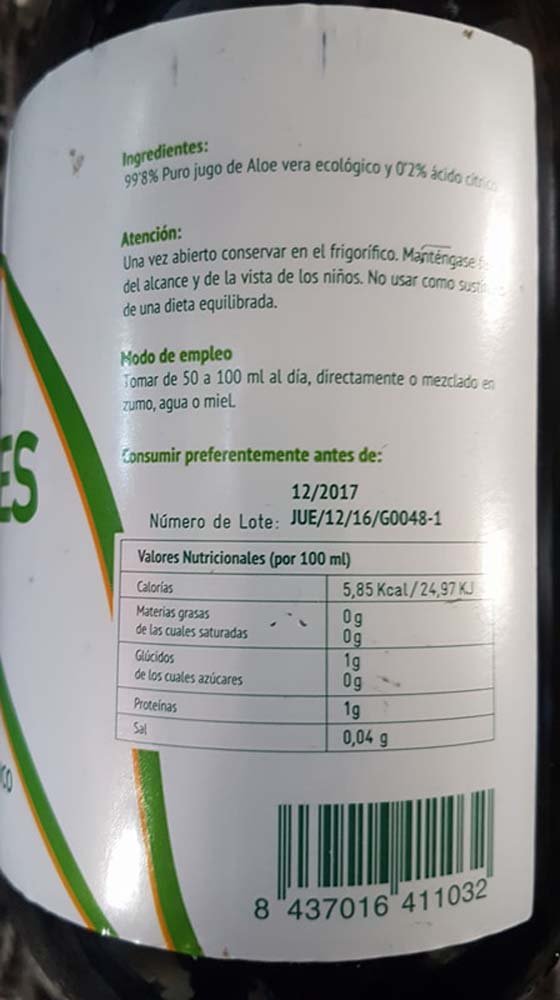 Ingredientes:
99'8% Puro jugo de Aloe vera ecológico y 0'2% ácido cítrico
Atención:
Una vez abierto conservar en el frigorífico. Manténgase
del alcance y de la vista de los niños. No usar como
de una dieta equilibrada.
Modo de empleo
Tomar de 50 a 100 ml al día, directamente o mezclado en
zumo, agua o miel.
ES
Consumir preferentemente antes de:
12/2017
Número de Lote: JUE/12/16/G0048-1
Valores Nutricionales (por 100 ml)
Calorías 5,85 Kcal/24,97 KJ
Materias grasas 0g
de las cuales saturadas 0g
Glúcidos 1g
de los cuales azúcares 0g
Proteínas 1g
Sal 0,04 g
CO
8 437016 411032